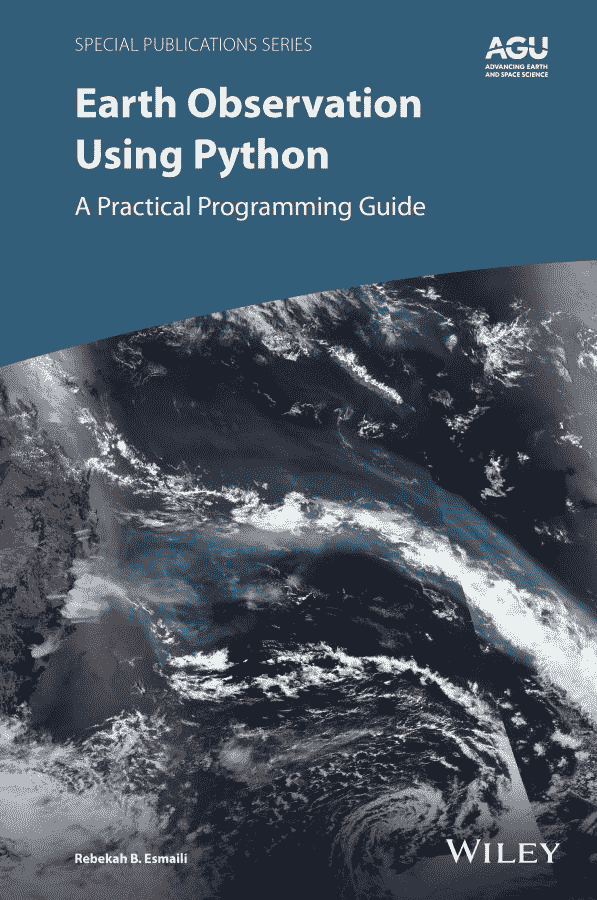 SPECIAL PUBLICATIONS SERIES
AGU
ADVANCING EARTH
AND SPACE SCIENCE
Earth Observation
Using Python
A Practical Programming Guide
Rebekah B. Esmaili
WILEY